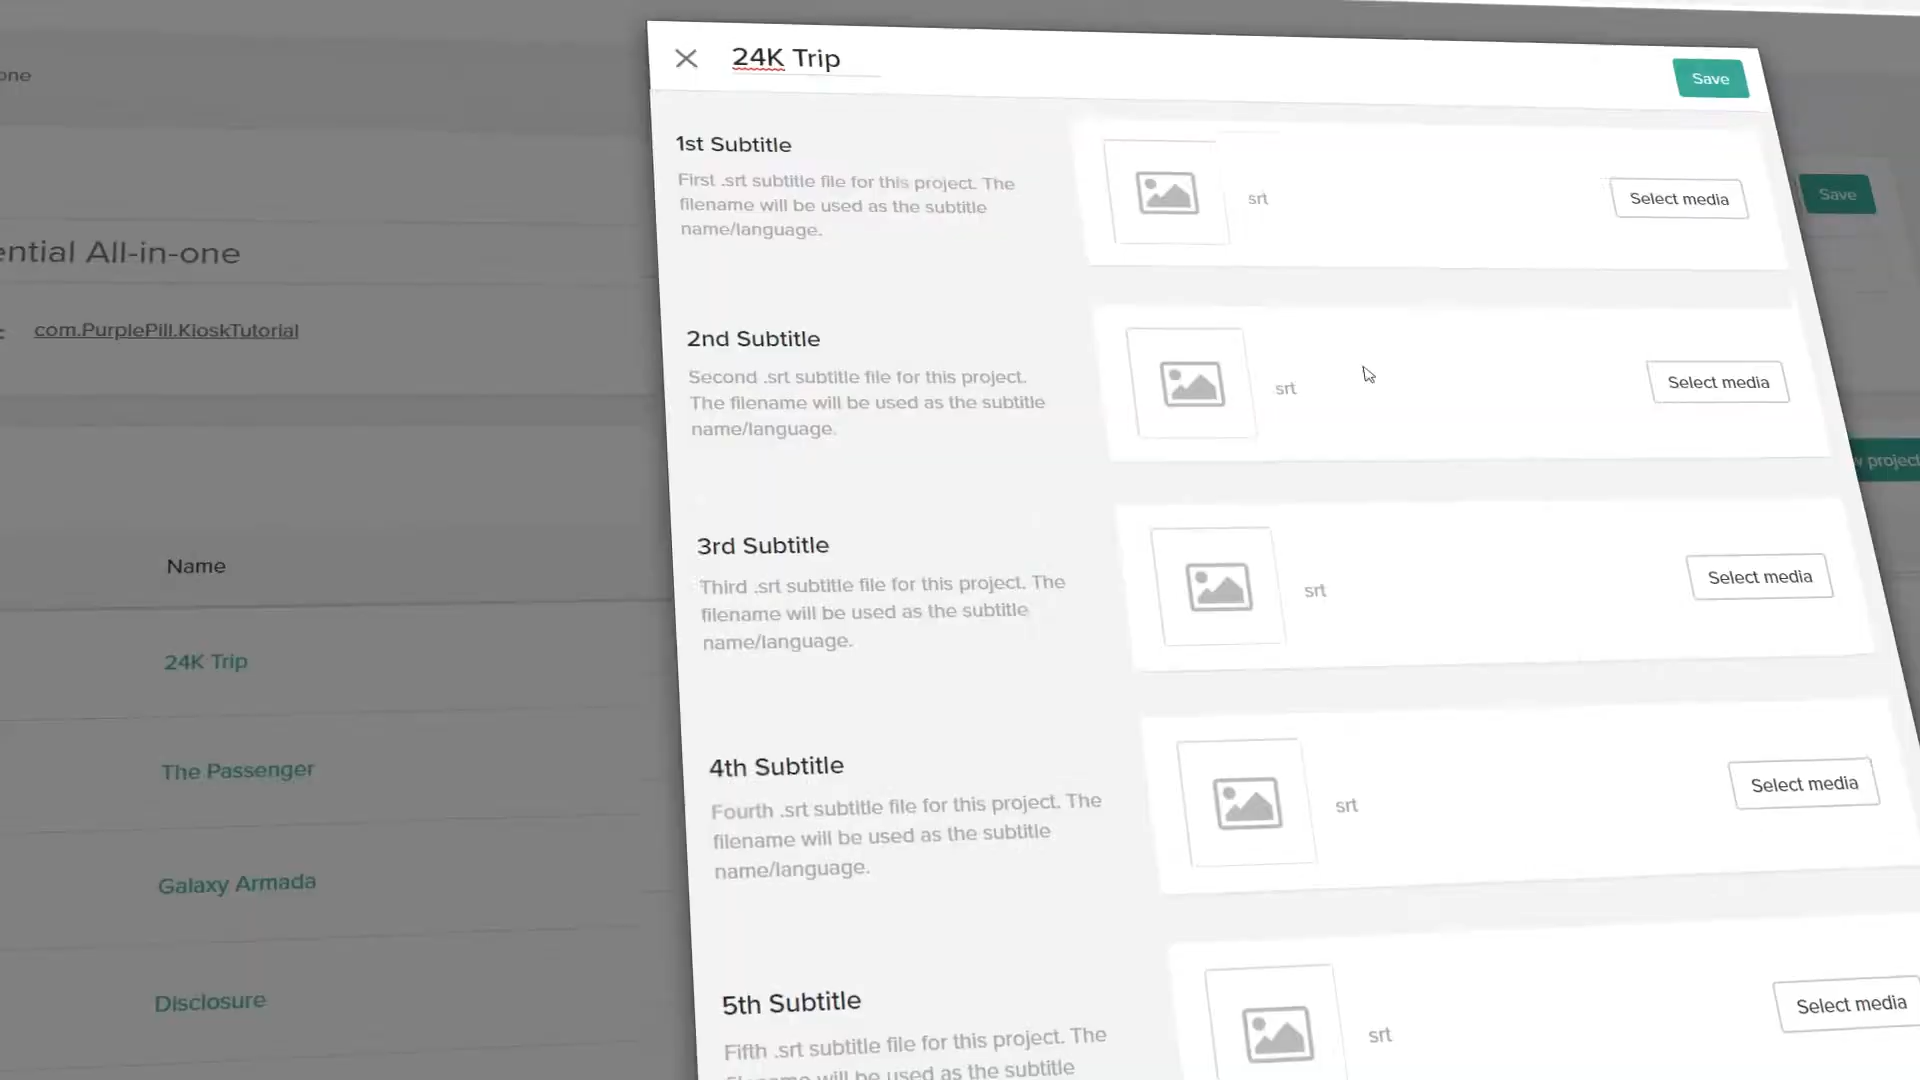 one
ential All-in-one
com.PurplePill.KioskTutorial
Name
24K Trip
The Passenger
Galaxy Armada
Disclosure
24K Trip
Save
1st Subtitle
First .srt subtitle file for this project. The
filename will be used as the subtitle
name/language.
srt
Select media
2nd Subtitle
Second .srt subtitle file for this project.
The filename will be used as the subtitle
name/language.
srt
Select media
3rd Subtitle
Third .srt subtitle file for this project. The
filename will be used as the subtitle
name/language.
srt
Select media
4th Subtitle
Fourth .srt subtitle file for this project. The
filename will be used as the subtitle
name/language.
srt
Select media
5th Subtitle
Fifth .srt subtitle file for this project. The
filename will be used as the subtitle
srt
Select media
Save
w project